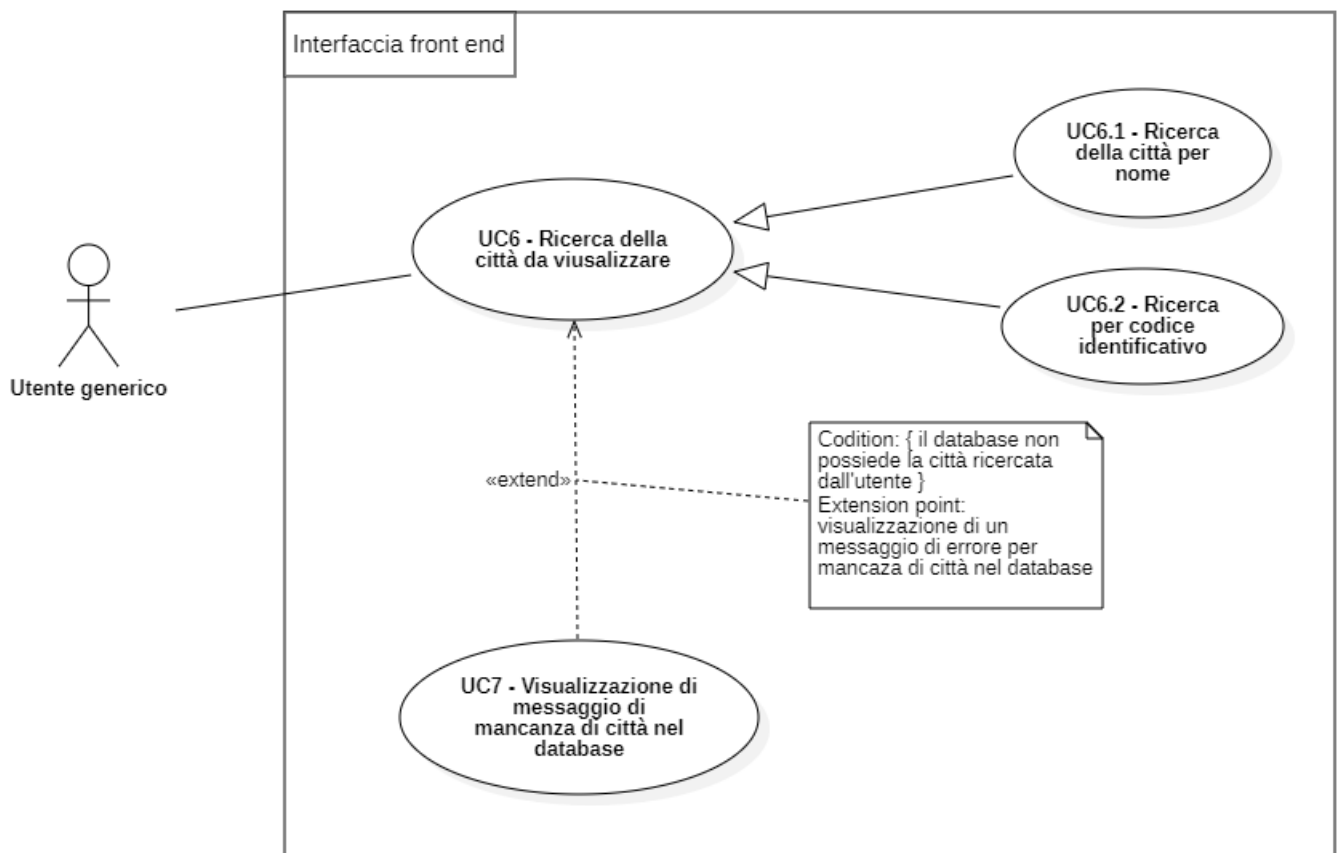 Interfaccia front end
UC6.1 - Ricerca
della città per
nome
UC6 - Ricerca della
città da viusalizzare
UC6.2 - Ricerca
per codice
identificativo
Utente generico
Codition: { il database non
possiede la città ricercata
dall'utente }
Extension point:
visualizzazione di un
messaggio di errore per
mancaza di città nel database
«extend»
UC7 - Visualizzazione di
messaggio di
mancanza di città nel
database